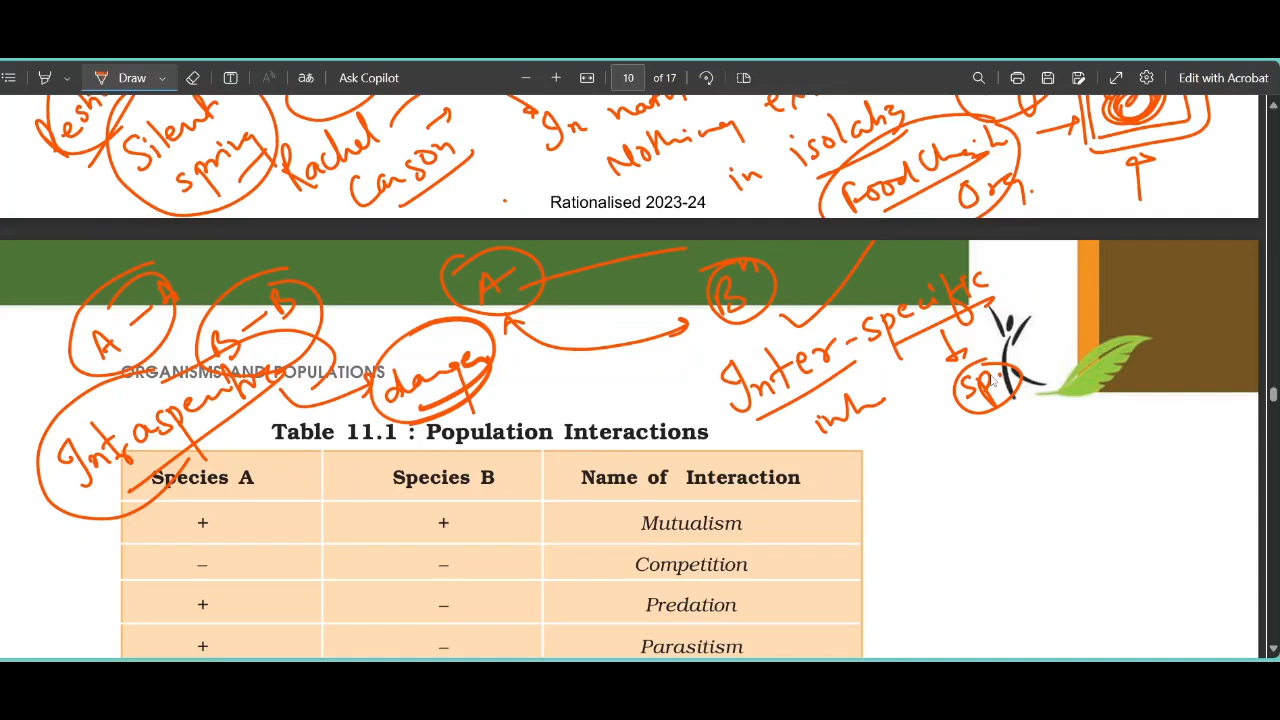 Draw
Ask Copilot
10 of 17
Edit with Acrobat
Silent
spring
Rachel
Carson
In
Nothing
in isolatn
Food Chain
Org.
Rationalised 2023-24
A — A
B — B
A
B
Inter-specific
Sp
ORGANISMS AND POPULATIONS
danger
Intraspecific
Table 11.1 : Population Interactions
Species A Species B Name of Interaction
+ + Mutualism
– – Competition
+ – Predation
+ – Parasitism